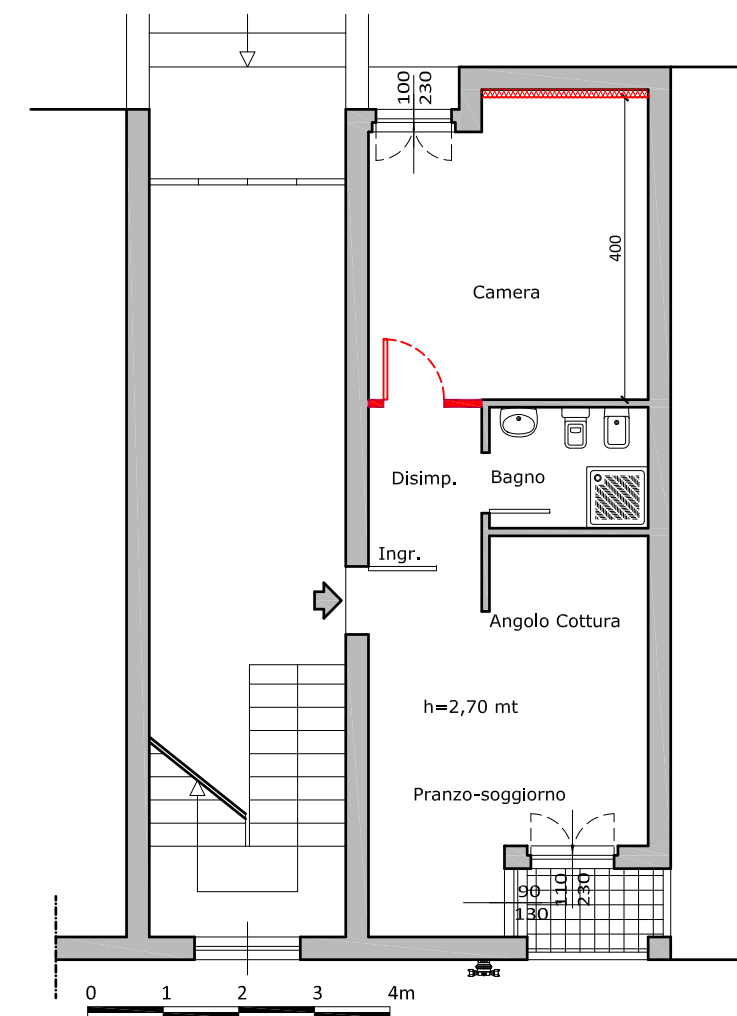 100
230
400
Camera
Disimp.
Bagno
Ingr.
Angolo Cottura
h=2,70 mt
Pranzo-soggiorno
90
130
110
230
0 1 2 3 4m